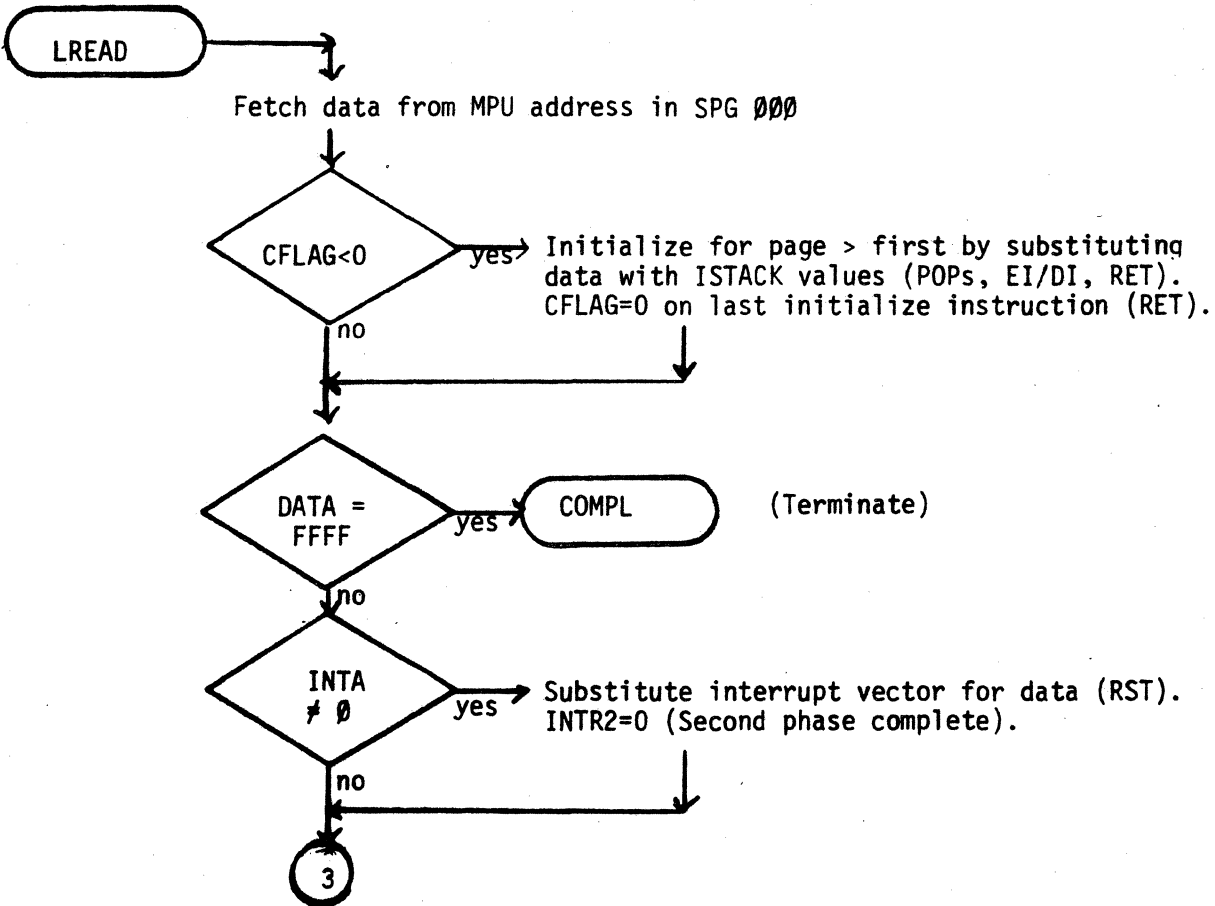 LREAD
Fetch data from MPU address in SPG ØØØ
CFLAG<0
yes
Initialize for page > first by substituting
data with ISTACK values (POPs, EI/DI, RET).
CFLAG=0 on last initialize instruction (RET).
no
DATA =
FFFF
yes
COMPL
(Terminate)
no
INTA
≠ Ø
yes
Substitute interrupt vector for data (RST).
INTR2=0 (Second phase complete).
no
3